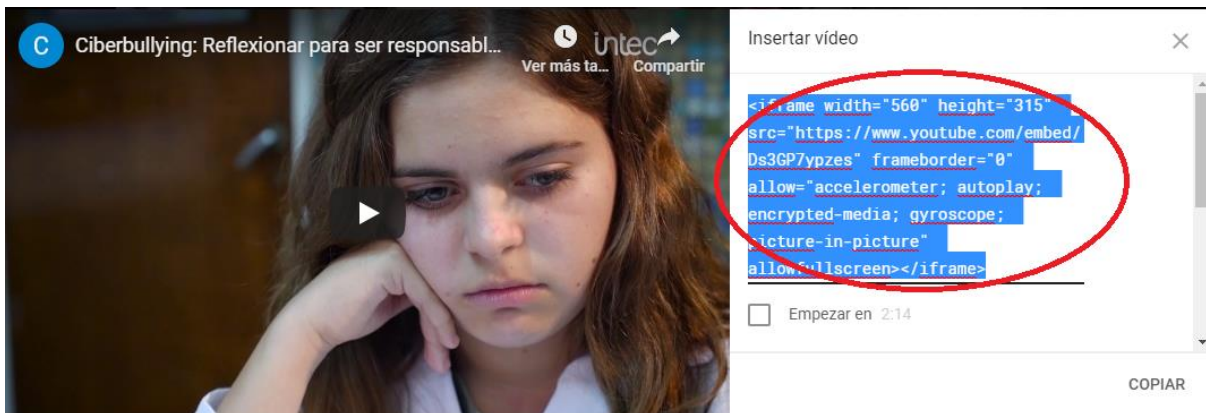 C
Ciberbullying: Reflexionar para ser responsabl...
intec
Ver más ta...
Compartir
Insertar vídeo
<iframe width="560" height="315"
src="https://www.youtube.com/embed/
Ds3GP7ypzes" frameborder="0"
allow="accelerometer; autoplay;
encrypted-media; gyroscope;
picture-in-picture"
allowfullscreen></iframe>
Empezar en 2:14
COPIAR